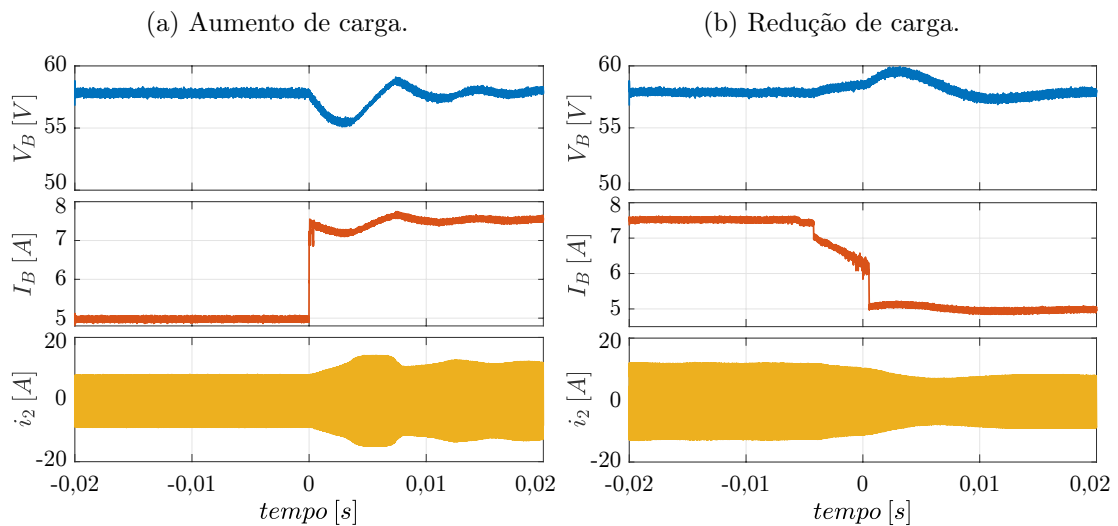 (a) Aumento de carga.
60
55
50
V_B [V]
8
7
6
5
I_B [A]
20
0
-20
i_2 [A]
-0,02 -0,01 0 0,01 0,02
tempo [s]
(b) Redução de carga.
60
55
50
V_B [V]
8
7
6
5
I_B [A]
20
0
-20
i_2 [A]
-0,02 -0,01 0 0,01 0,02
tempo [s]